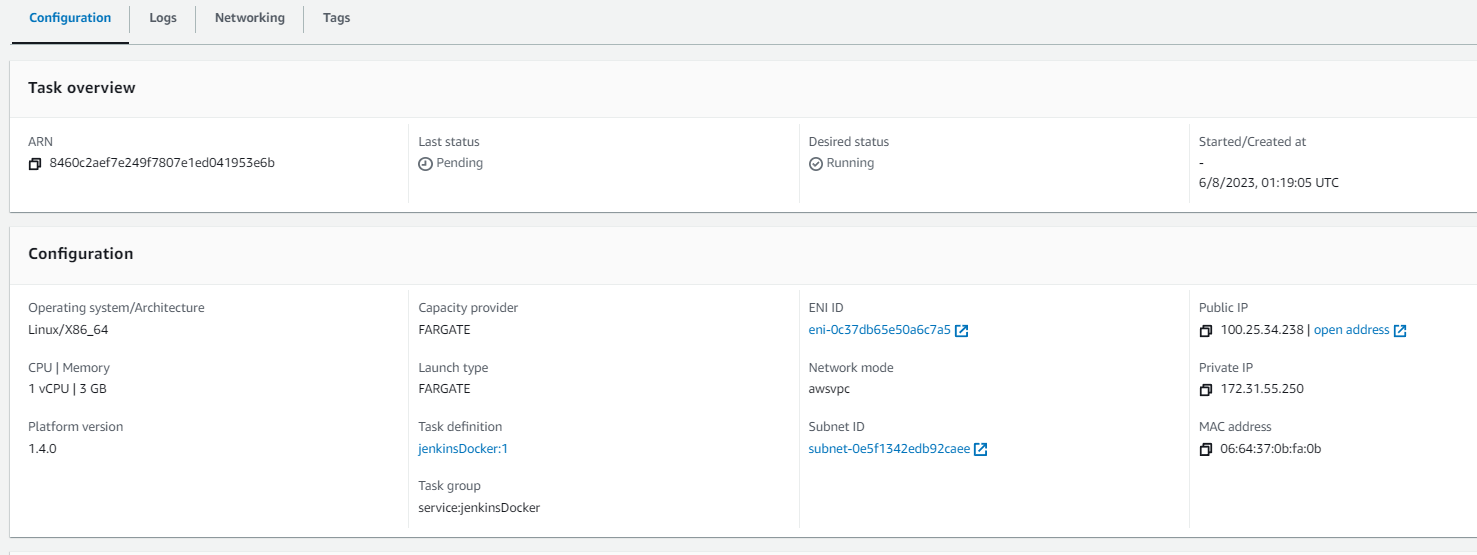 Configuration
Logs
Networking
Tags
Task overview
ARN
8460c2aef7e249f7807e1ed041953e6b
Last status
Pending
Desired status
Running
Started/Created at
-
6/8/2023, 01:19:05 UTC
Configuration
Operating system/Architecture
Linux/X86_64
CPU | Memory
1 vCPU | 3 GB
Platform version
1.4.0
Capacity provider
FARGATE
Launch type
FARGATE
Task definition
jenkinsDocker:1
Task group
service:jenkinsDocker
ENI ID
eni-0c37db65e50a6c7a5
Network mode
awsvpc
Subnet ID
subnet-0e5f1342edb92caee
Public IP
100.25.34.238 | open address
Private IP
172.31.55.250
MAC address
06:64:37:0b:fa:0b